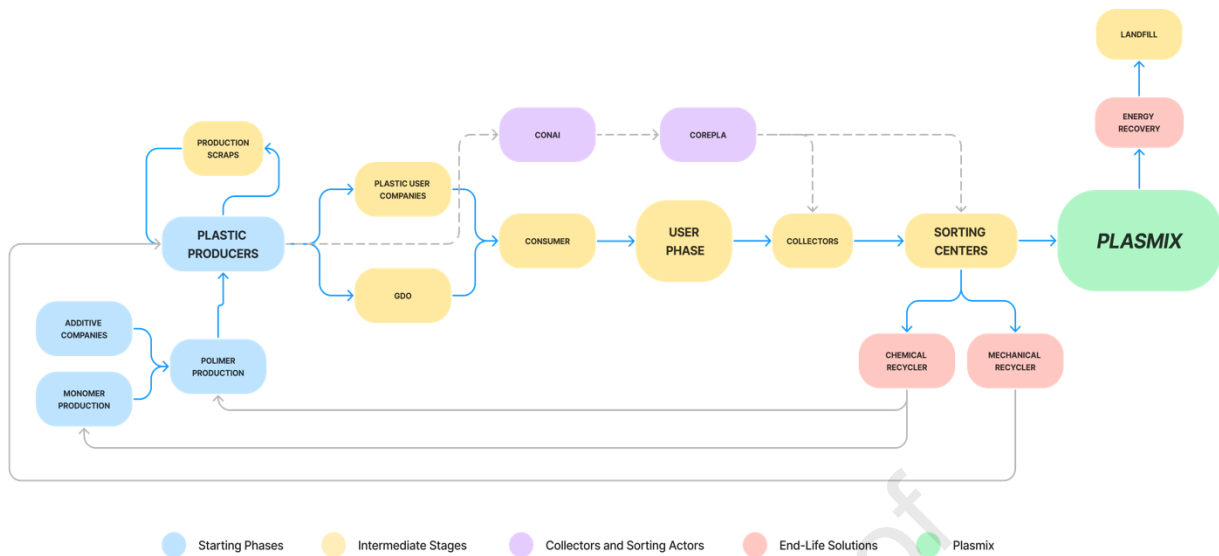 LANDFILL
ENERGY
RECOVERY
PRODUCTION
SCRAPS
CONAI
COREPLA
PLASTIC USER
COMPANIES
PLASTIC
PRODUCERS
CONSUMER
USER
PHASE
COLLECTORS
SORTING
CENTERS
PLASMIX
GDO
ADDITIVE
COMPANIES
POLIMER
PRODUCTION
MONOMER
PRODUCTION
CHEMICAL
RECYCLER
MECHANICAL
RECYCLER
of
Starting Phases
Intermediate Stages
Collectors and Sorting Actors
End-Life Solutions
Plasmix